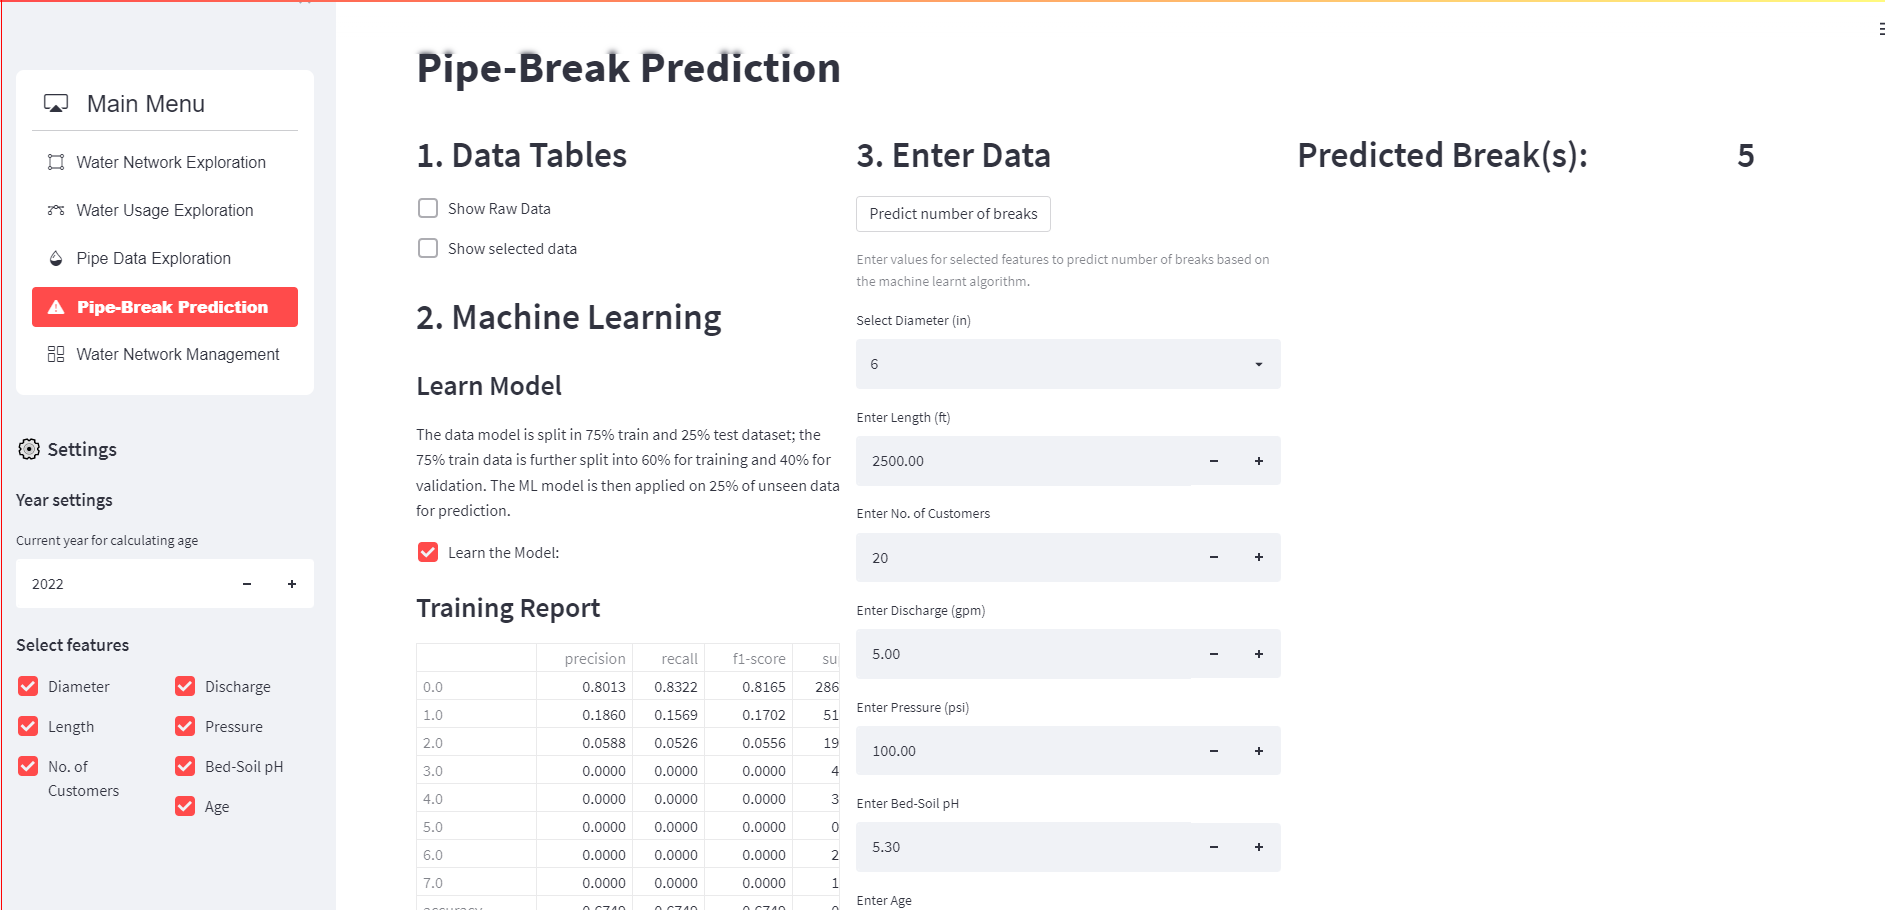 Main Menu
Water Network Exploration
Water Usage Exploration
Pipe Data Exploration
Pipe-Break Prediction
Water Network Management
Settings
Year settings
Current year for calculating age
2022
Select features
Diameter
Length
No. of
Customers
Discharge
Pressure
Bed-Soil pH
Age
Pipe-Break Prediction
1. Data Tables
Show Raw Data
Show selected data
2. Machine Learning
Learn Model
The data model is split in 75% train and 25% test dataset; the
75% train data is further split into 60% for training and 40% for
validation. The ML model is then applied on 25% of unseen data
for prediction.
Learn the Model:
Training Report
precision recall f1-score su
0.0 0.8013 0.8322 0.8165 286
1.0 0.1860 0.1569 0.1702 51
2.0 0.0588 0.0526 0.0556 19
3.0 0.0000 0.0000 0.0000 4
4.0 0.0000 0.0000 0.0000 3
5.0 0.0000 0.0000 0.0000 0
6.0 0.0000 0.0000 0.0000 2
7.0 0.0000 0.0000 0.0000 1
accuracy 0.6749 0.6749 0.6749 0
3. Enter Data
Predict number of breaks
Enter values for selected features to predict number of breaks based on
the machine learnt algorithm.
Select Diameter (in)
6
Enter Length (ft)
2500.00
Enter No. of Customers
20
Enter Discharge (gpm)
5.00
Enter Pressure (psi)
100.00
Enter Bed-Soil pH
5.30
Enter Age
Predicted Break(s): 5